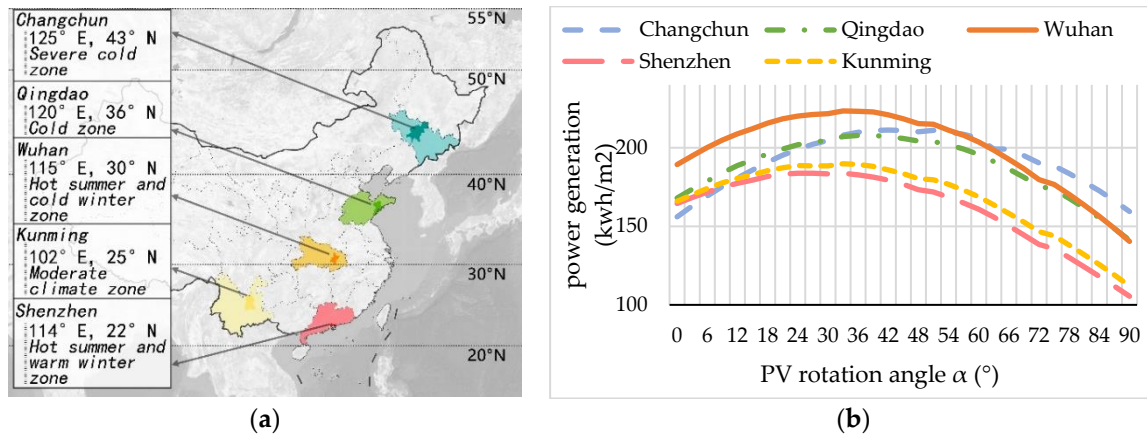 Changchun
125° E, 43° N
Severe cold
zone
Qingdao
120° E, 36° N
Cold zone
Wuhan
115° E, 30° N
Hot summer and
cold winter
zone
Kunming
102° E, 25° N
Moderate
climate zone
Shenzhen
114° E, 22° N
Hot summer and
warm winter
zone
55°N
50°N
40°N
30°N
20°N
(a)
Changchun Qingdao Wuhan
Shenzhen Kunming
power generation
(kwh/m2)
200
150
100
0 6 12 18 24 30 36 42 48 54 60 66 72 78 84 90
PV rotation angle α (°)
(b)